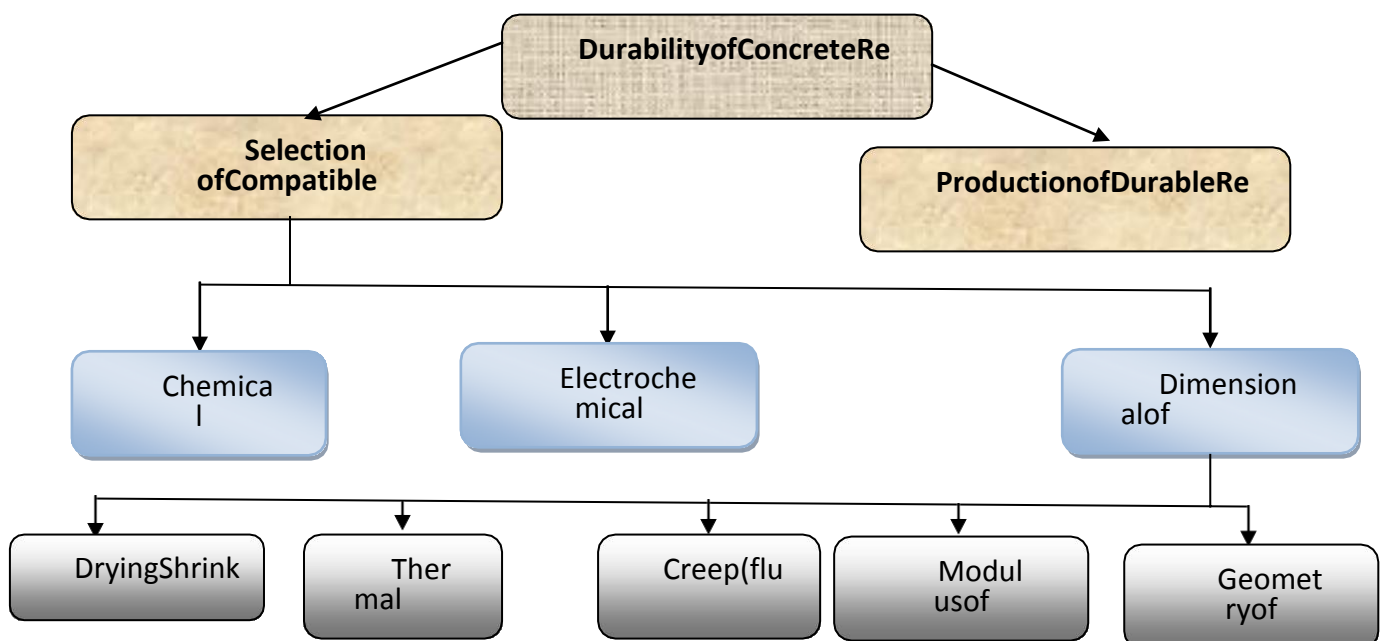 DurabilityofConcreteRe
Selection
ofCompatible
ProductionofDurableRe
Chemica
l
Electroche
mical
Dimension
alof
DryingShrink
Ther
mal
Creep(flu
Modul
usof
Geomet
ryof